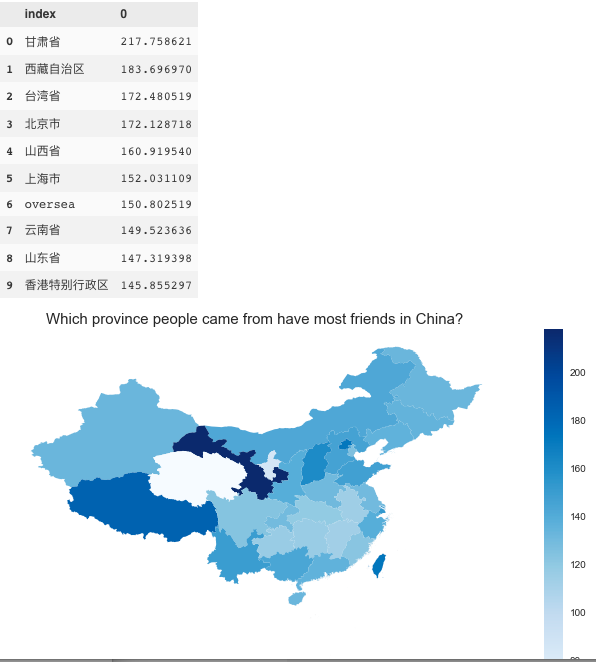 index 0
0 甘肃省 217.758621
1 西藏自治区 183.696970
2 台湾省 172.480519
3 北京市 172.128718
4 山西省 160.919540
5 上海市 152.031109
6 oversea 150.802519
7 云南省 149.523636
8 山东省 147.319398
9 香港特别行政区 145.855297
Which province people came from have most friends in China?
200
180
160
140
120
100